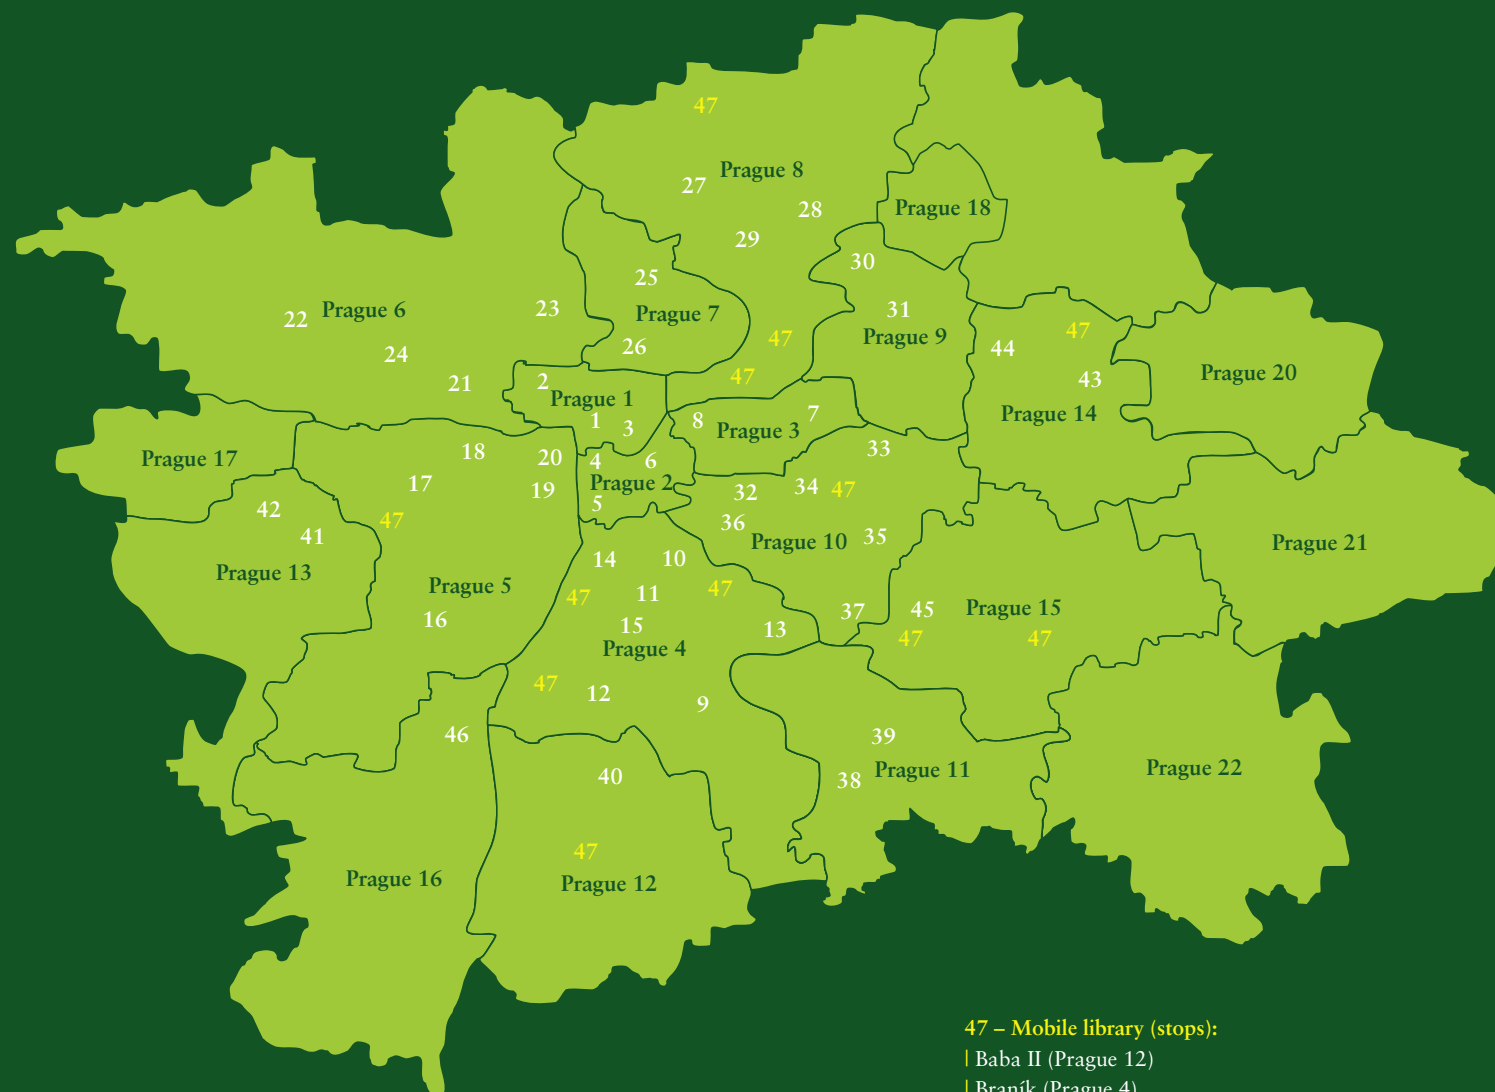 47
Prague 8
27
28
Prague 18
29
30
25
23
22
Prague 6
31
Prague 7
47
47
Prague 9
26
44
24
Prague 20
47
43
2
21
Prague 1
8
7
Prague 14
1
3
Prague 3
33
18
20
4
6
Prague 17
17
Prague 2
34
47
19
32
5
42
47
36
41
35
Prague 10
Prague 21
14
10
Prague 13
Prague 5
47
11
47
37
45
Prague 15
16
15
13
47
47
Prague 4
47
12
9
46
39
Prague 22
38
Prague 11
40
47
Prague 16
Prague 12
47 – Mobile library (stops):
| Baba II (Prague 12)
| Braník (Prague 4)